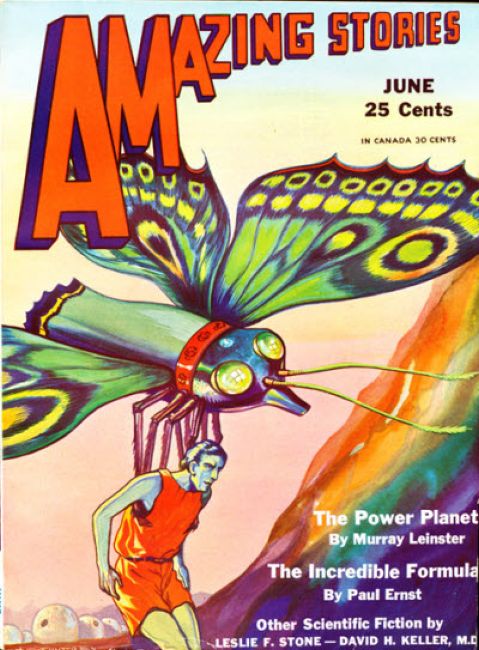 AMAZING STORIES
JUNE
25 Cents
IN CANADA 30 CENTS
The Power Planet
By Murray Leinster
The Incredible Formula
By Paul Ernst
Other Scientific Fiction by
LESLIE F. STONE — DAVID H. KELLER, M.D